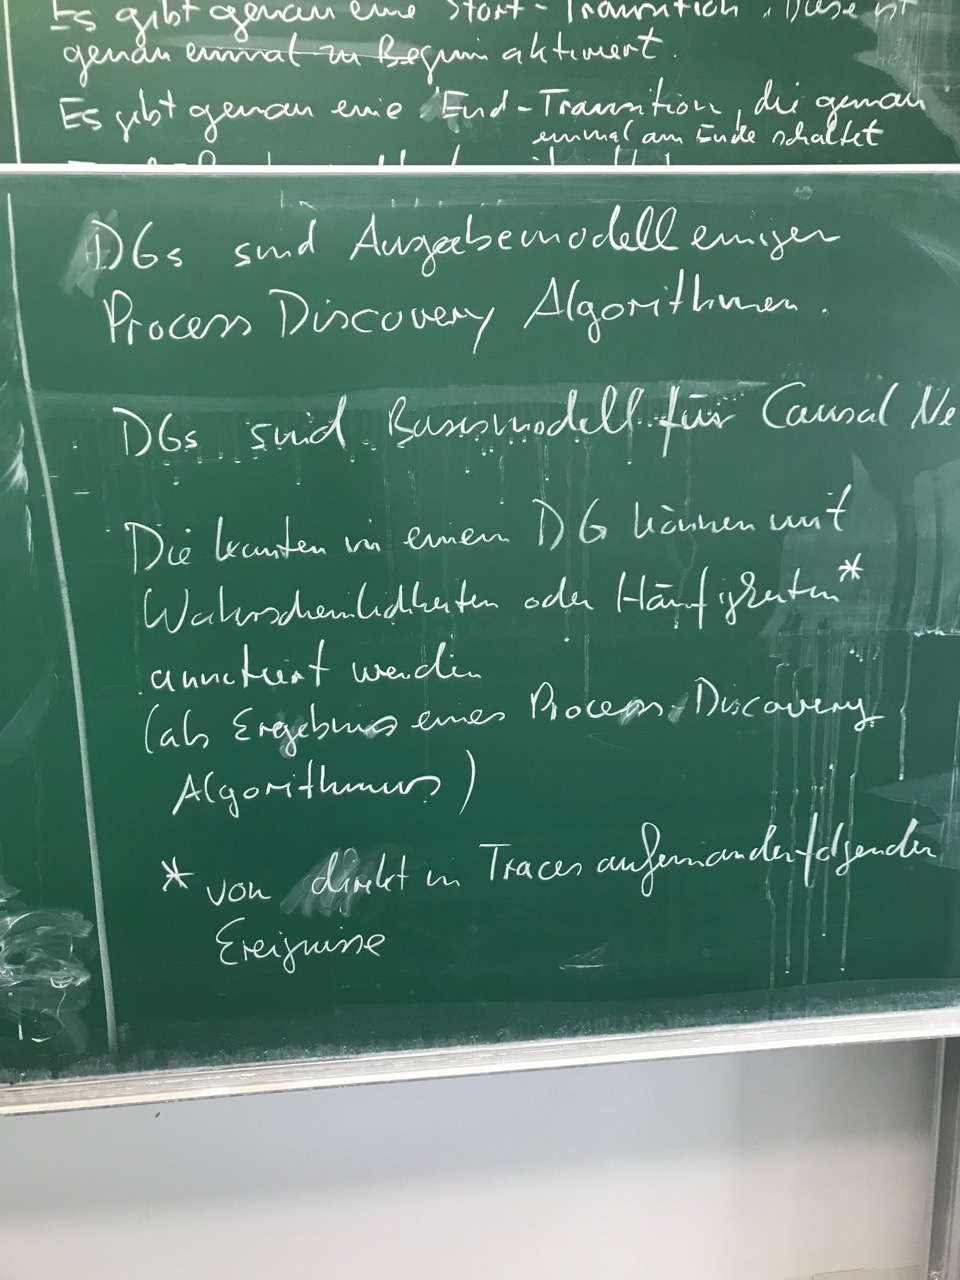 Es gibt genau eine Start-Transition. Diese ist
genau einmal zu Beginn aktiviert.
Es gibt genau eine End-Transition, die genau
einmal am Ende schaltet
DGs sind Ausgabemodell einiger
Process Discovery Algorithmen.
DGs sind Basismodell für Causal Ne
Die Kanten in einem DG können mit
Wahrscheinlichkeiten oder Häufigkeiten*
annotiert werden
(als Ergebnis eines Process-Discovery
Algorithmus)
* von direkt in Traces aufeinanderfolgender
Ereignisse